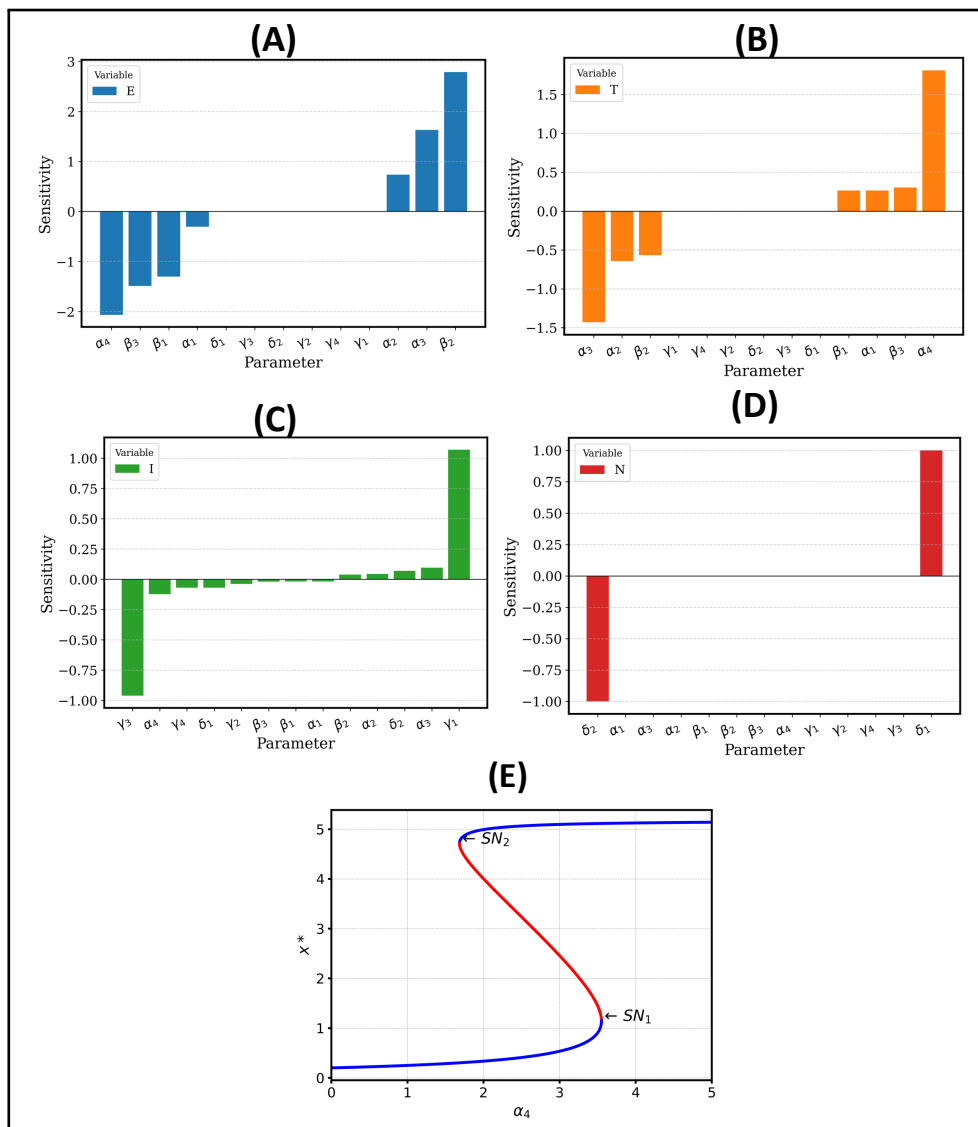 (A)
Variable
E
3
2
1
0
−1
−2
Sensitivity
α4 β3 β1 α1 δ1 γ3 δ2 γ2 γ4 γ1 α2 α3 β2
Parameter
(B)
Variable
T
1.5
1.0
0.5
0.0
−0.5
−1.0
−1.5
Sensitivity
α3 α2 β2 γ1 γ4 γ2 δ2 γ3 δ1 β1 α1 β3 α4
Parameter
(C)
Variable
I
1.00
0.75
0.50
0.25
0.00
−0.25
−0.50
−0.75
−1.00
Sensitivity
γ3 α4 γ4 δ1 γ2 β3 β1 α1 β2 α2 δ2 α3 γ1
Parameter
(D)
Variable
N
1.00
0.75
0.50
0.25
0.00
−0.25
−0.50
−0.75
−1.00
Sensitivity
δ2 α1 α3 α2 β1 β2 β3 α4 γ1 γ2 γ4 γ3 δ1
Parameter
(E)
5
4
3
2
1
0
x*
← SN2
← SN1
0 1 2 3 4 5
α4